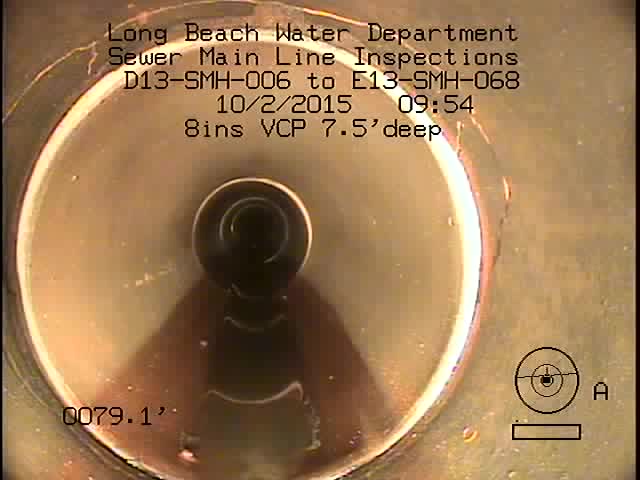 Long Beach Water Department
Sewer Main Line Inspections
D13-SMH-006 to E13-SMH-068
10/2/2015 09:54
8ins VCP 7.5'deep
0079.1'
A